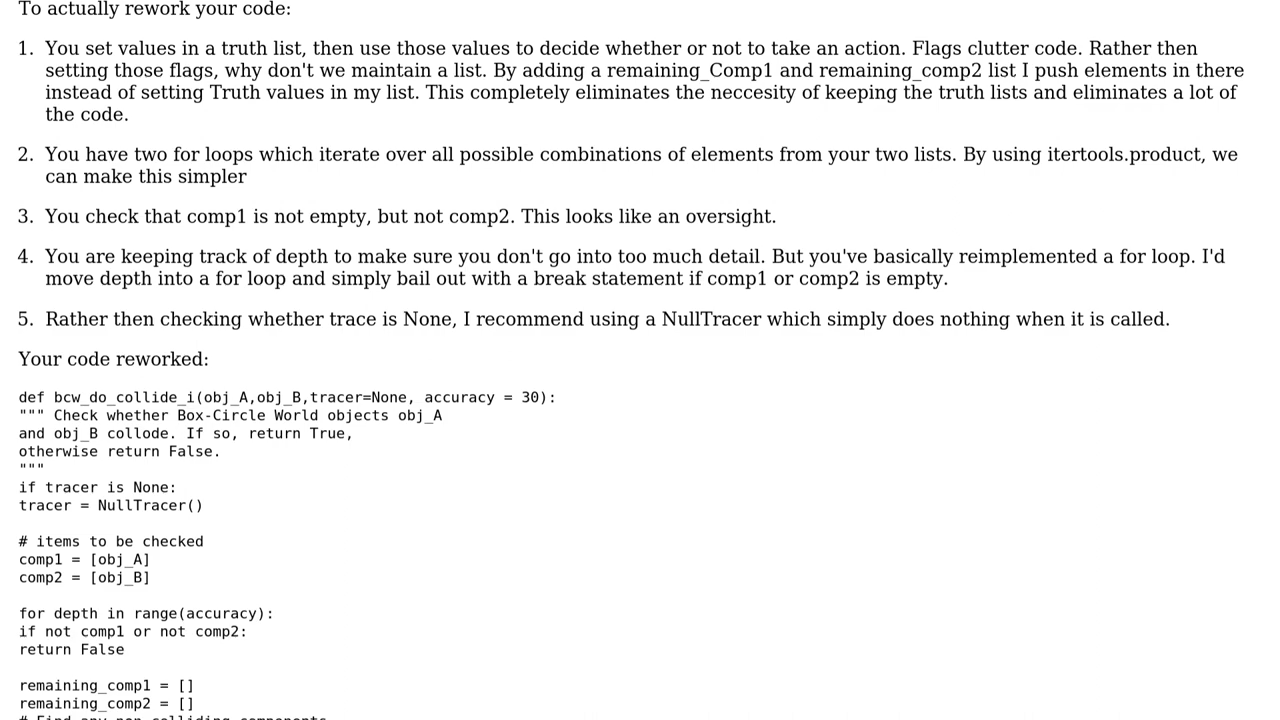 To actually rework your code:
1. You set values in a truth list, then use those values to decide whether or not to take an action. Flags clutter code. Rather then
setting those flags, why don't we maintain a list. By adding a remaining_Comp1 and remaining_comp2 list I push elements in there
instead of setting Truth values in my list. This completely eliminates the neccesity of keeping the truth lists and eliminates a lot of
the code.
2. You have two for loops which iterate over all possible combinations of elements from your two lists. By using itertools.product, we
can make this simpler
3. You check that comp1 is not empty, but not comp2. This looks like an oversight.
4. You are keeping track of depth to make sure you don't go into too much detail. But you've basically reimplemented a for loop. I'd
move depth into a for loop and simply bail out with a break statement if comp1 or comp2 is empty.
5. Rather then checking whether trace is None, I recommend using a NullTracer which simply does nothing when it is called.
Your code reworked:
def bcw_do_collide_i(obj_A,obj_B,tracer=None, accuracy = 30):
""" Check whether Box-Circle World objects obj_A
and obj_B collode. If so, return True,
otherwise return False.
"""
if tracer is None:
tracer = NullTracer()
# items to be checked
comp1 = [obj_A]
comp2 = [obj_B]
for depth in range(accuracy):
if not comp1 or not comp2:
return False
remaining_comp1 = []
remaining_comp2 = []
# Find any non colliding components